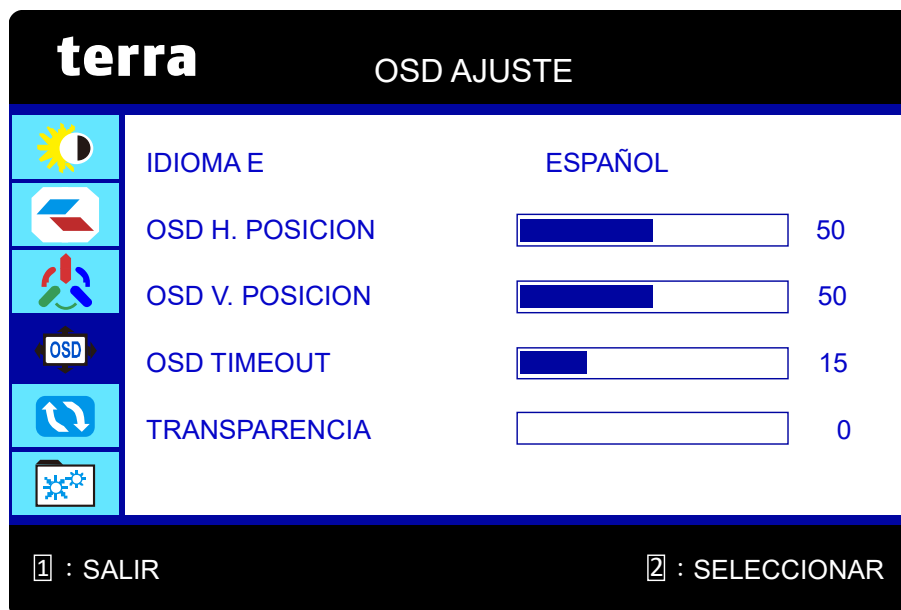 terra
OSD AJUSTE
IDIOMA E ESPAÑOL
OSD H. POSICION 50
OSD V. POSICION 50
OSD
OSD TIMEOUT 15
TRANSPARENCIA 0
1 : SALIR 2 : SELECCIONAR